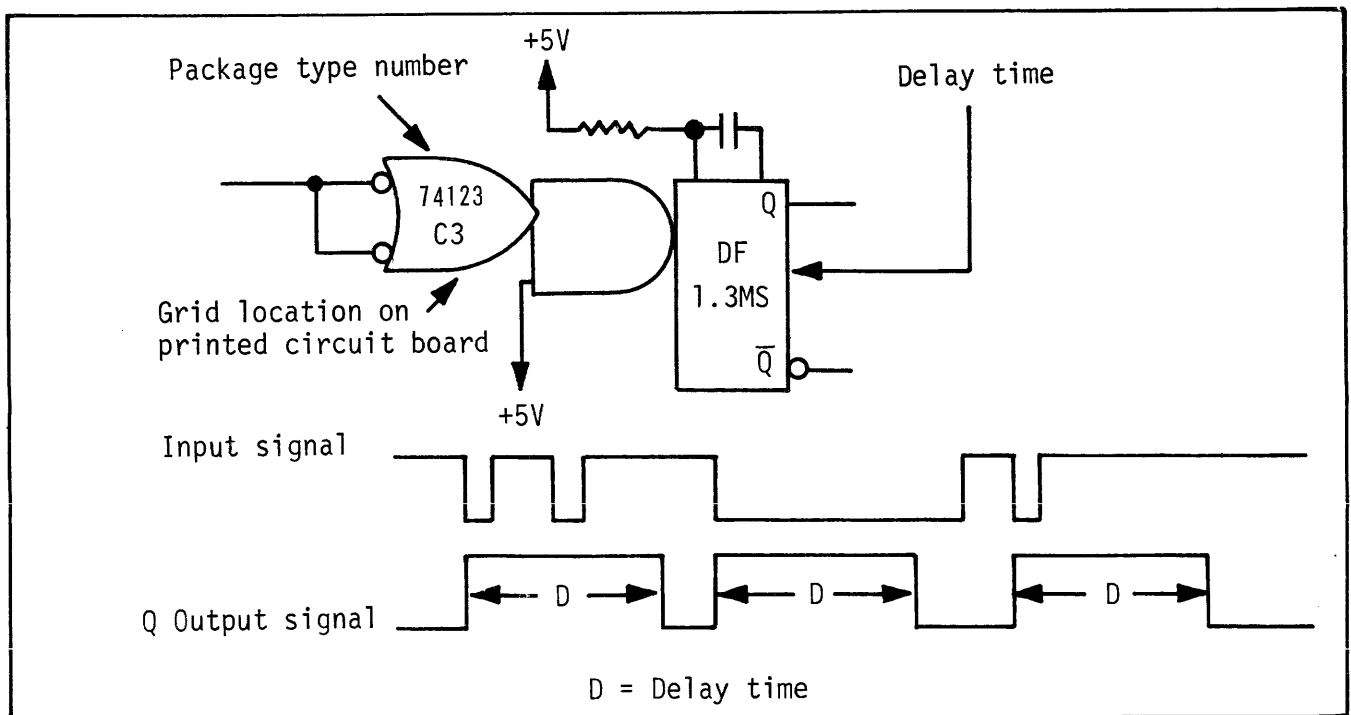 +5V
Package type number
Delay time
74123
C3
Q
DF
1.3MS
Q̅
Grid location on
printed circuit board
+5V
Input signal
D
D
D
Q Output signal
D = Delay time